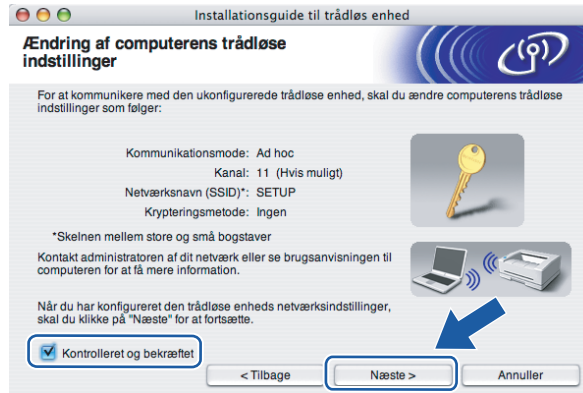 Installationsguide til trådløs enhed
Ændring af computerens trådløse
indstillinger
For at kommunikere med den ukonfigurerede trådløse enhed, skal du ændre computerens trådløse
indstillinger som følger:
Kommunikationsmode: Ad hoc
Kanal: 11 (Hvis muligt)
Netværksnavn (SSID)*: SETUP
Krypteringsmetode: Ingen
*Skelnen mellem store og små bogstaver
Kontakt administratoren af dit netværk eller se brugsanvisningen til
computeren for at få mere information.
Når du har konfigureret den trådløse enheds netværksindstillinger,
skal du klikke på "Næste" for at fortsætte.
Kontrolleret og bekræftet
< Tilbage
Næste >
Annuller